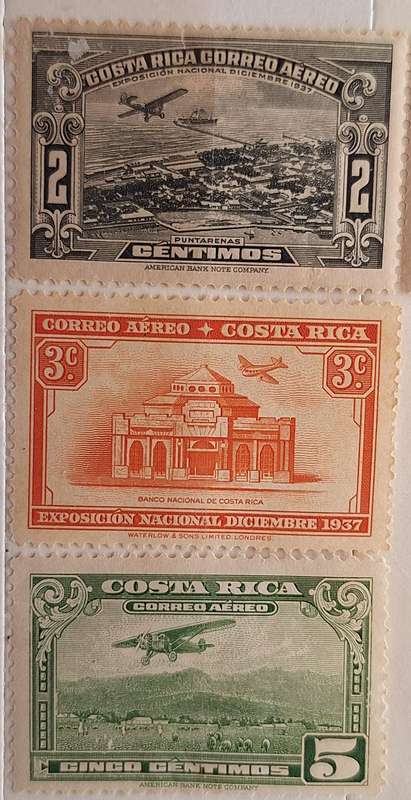 COSTA RICA CORREO AÉREO
EXPOSICIÓN NACIONAL DICIEMBRE 1937
2 2
PUNTARENAS
CÉNTIMOS
AMERICAN BANK NOTE COMPANY.
CORREO AÉREO COSTA RICA
3c. 3c.
BANCO NACIONAL DE COSTA RICA
EXPOSICIÓN NACIONAL DICIEMBRE 1937
WATERLOW & SONS LIMITED. LONDRES.
COSTA RICA
CORREO AÉREO
CINCO CÉNTIMOS 5
AMERICAN BANK NOTE COMPANY